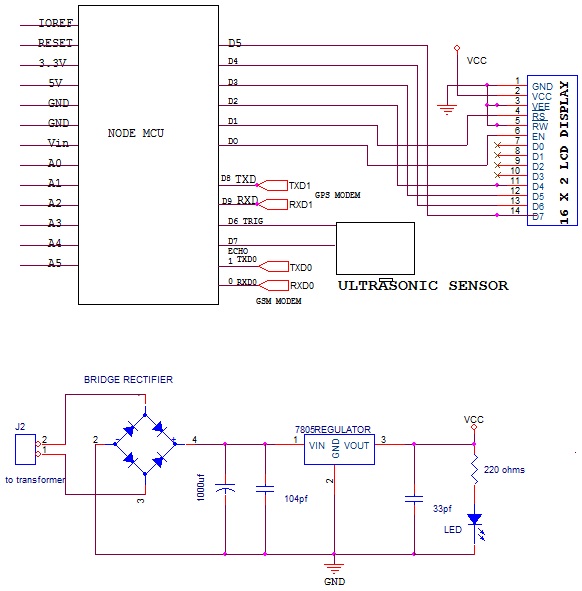 IOREF
RESET
3.3V
5V
GND
GND
Vin
A0
A1
A2
A3
A4
A5
NODE MCU
D5
D4
D3
D2
D1
D0
D8 TXD
D9 RXD
D6 TRIG
D7
ECHO
1 TXD0
0 RXD0
TXD1
GPS MODEM
RXD1
TXD0
RXD0
GSM MODEM
ULTRASONIC SENSOR
VCC
1 GND
2 VCC
3 VEE
4 RS
5 RW
6 EN
7 D0
8 D1
9 D2
10 D3
11 D4
12 D5
13 D6
14 D7
16 X 2 LCD DISPLAY
BRIDGE RECTIFIER
J2
2
1
to transformer
2
-
+
4
3
1000uf
104pf
7805REGULATOR
1
VIN
GND
VOUT
3
2
33pf
VCC
220 ohms
LED
GND